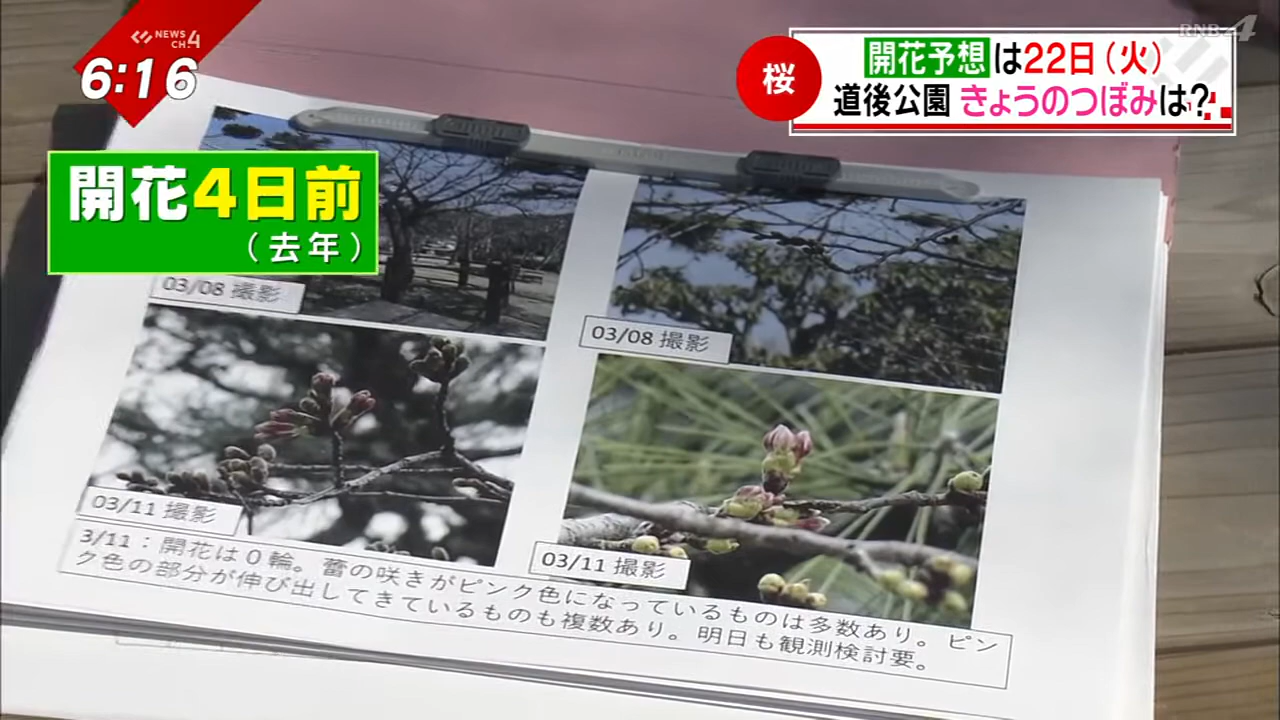 NEWS
CH.4
6:16
RNB 4
桜
開花予想は22日(火)
道後公園 きょうのつぼみは?
開花4日前
(去年)
03/08 撮影
03/08 撮影
03/11 撮影
03/11 撮影
3/11:開花は0輪。蕾の咲きがピンク色になっているものは多数あり。ピン
ク色の部分が伸び出してきているものも複数あり。明日も観測検討要。